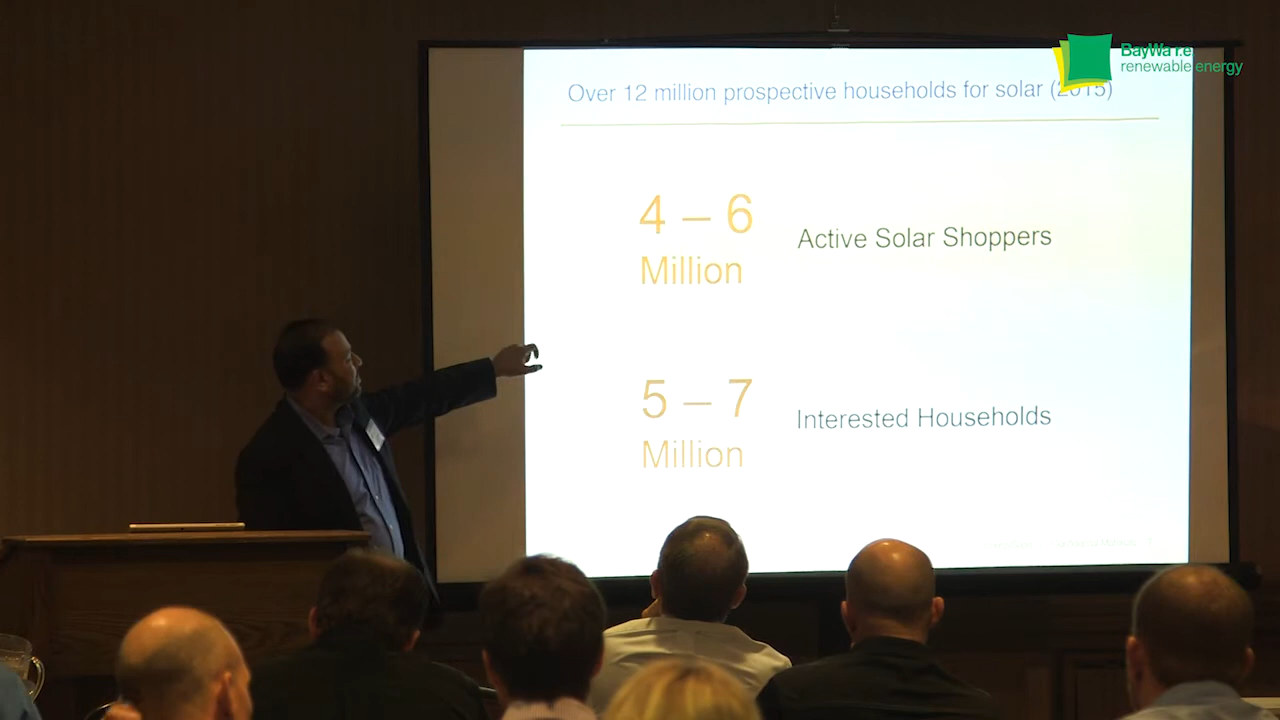 BayWa r.e.
renewable energy
Over 12 million prospective households for solar (2015)
4 – 6
Million
Active Solar Shoppers
5 – 7
Million
Interested Households